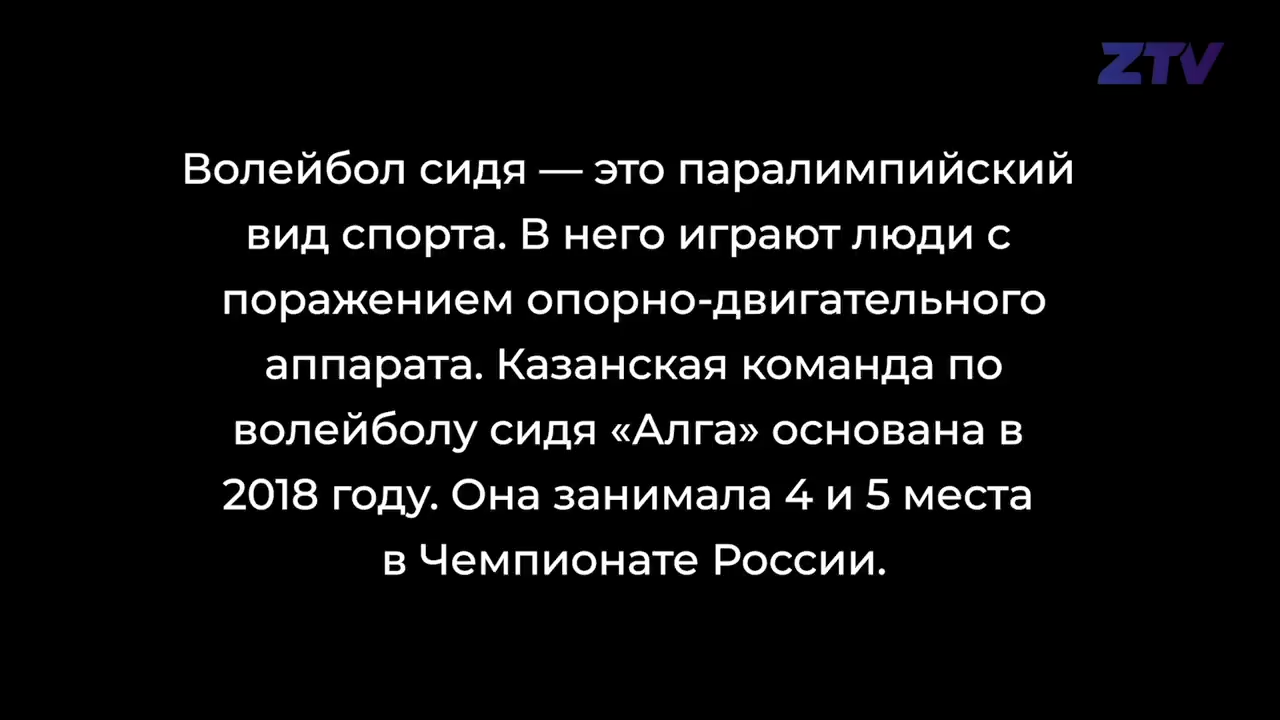 ZTV
Волейбол сидя — это паралимпийский
вид спорта. В него играют люди с
поражением опорно-двигательного
аппарата. Казанская команда по
волейболу сидя «Алга» основана в
2018 году. Она занимала 4 и 5 места
в Чемпионате России.